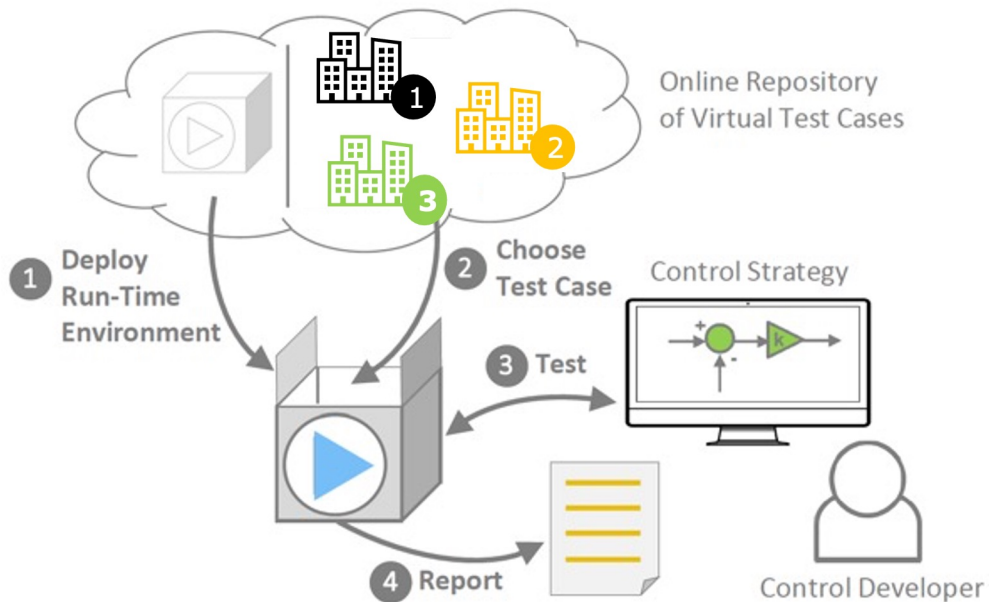 1
2
3
Online Repository
of Virtual Test Cases
1 Deploy
Run-Time
Environment
2 Choose
Test Case
Control Strategy
+
-
k
3 Test
4 Report
Control Developer